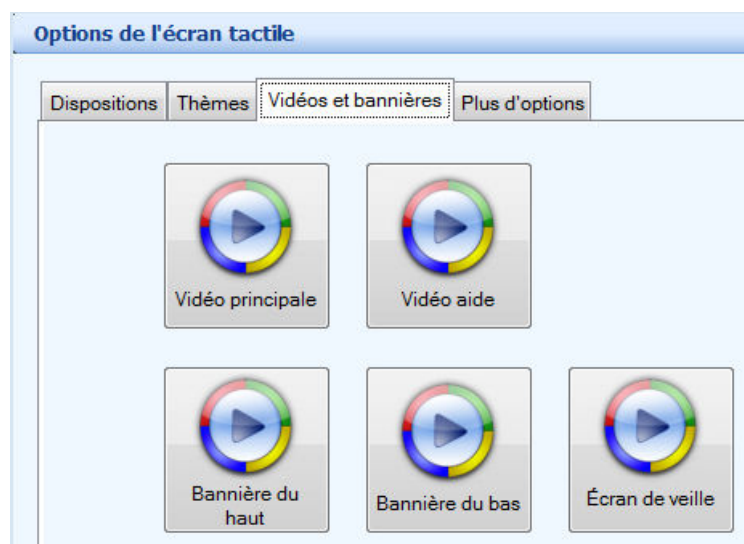 Options de l'écran tactile
Dispositions Thèmes Vidéos et bannières Plus d'options
Vidéo principale Vidéo aide
Bannière du
haut
Bannière du bas
Écran de veille